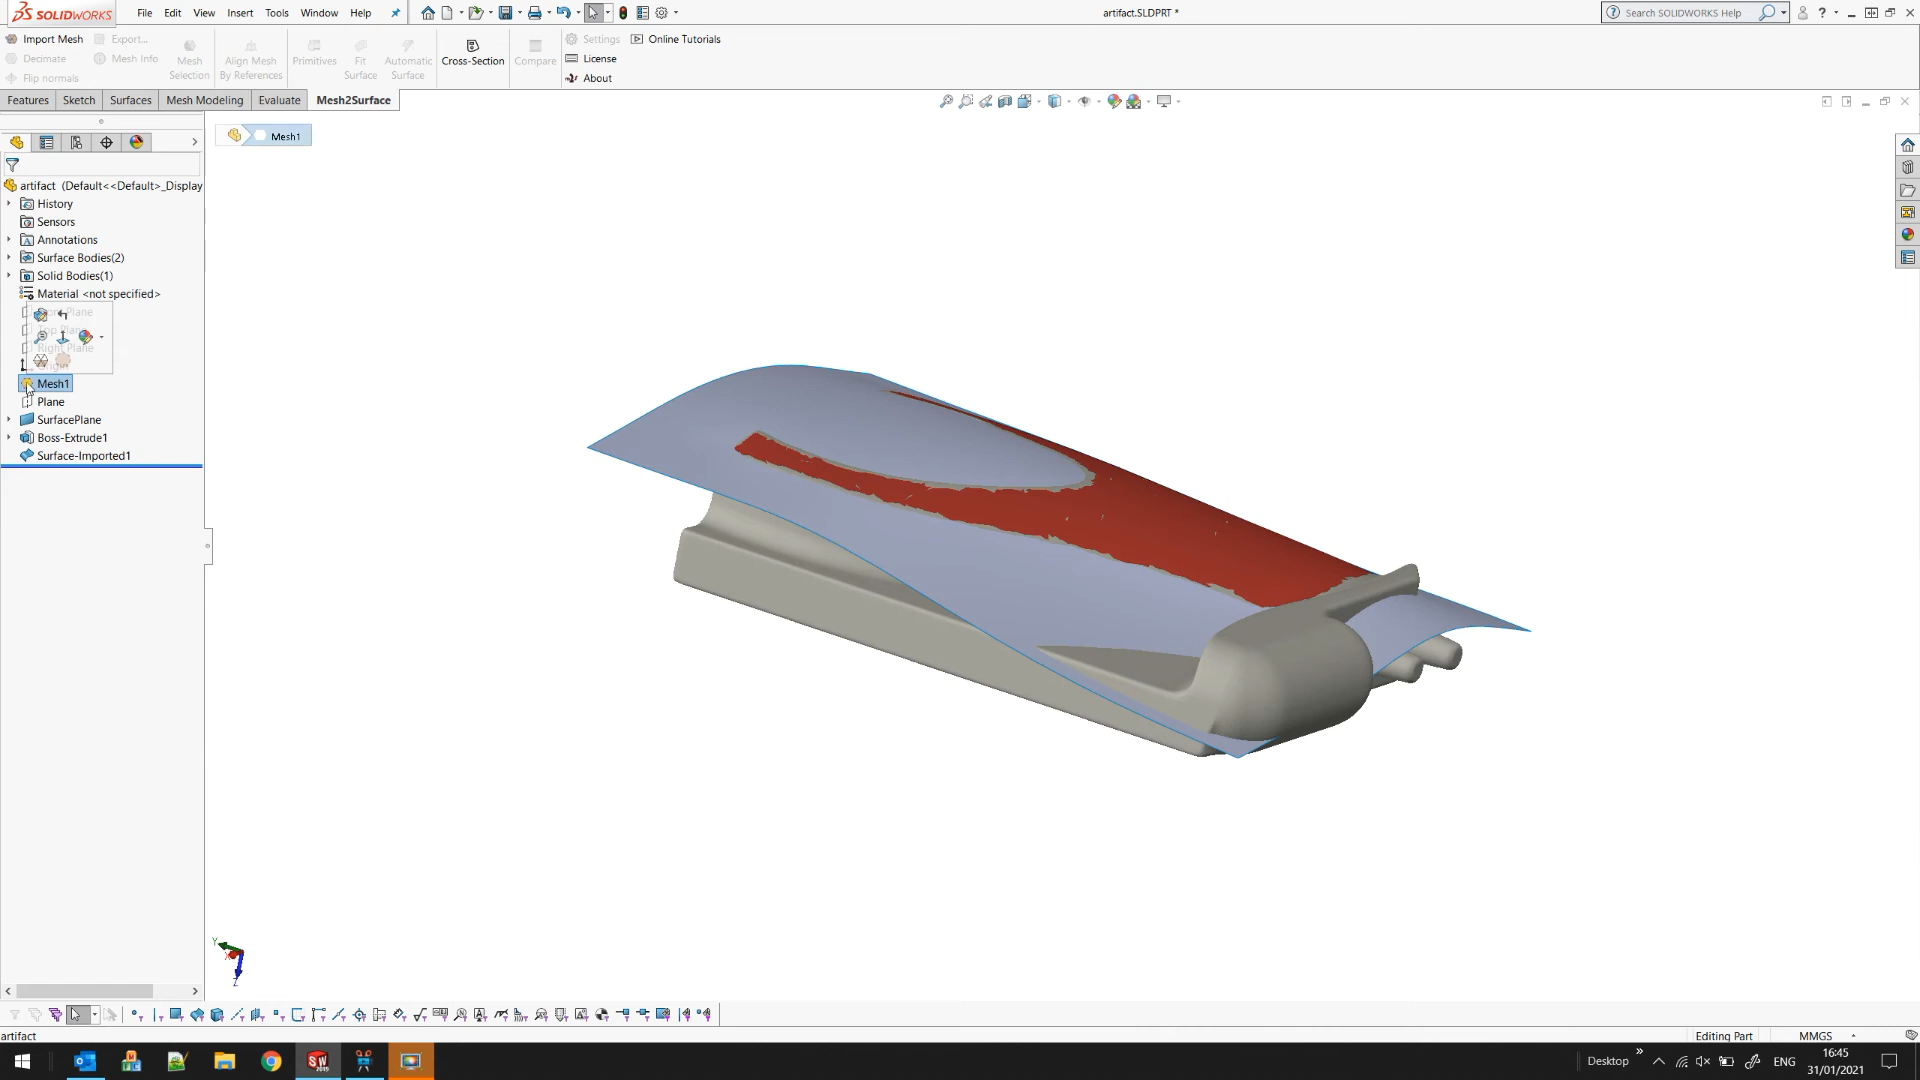 SOLIDWORKS
File Edit View Insert Tools Window Help
artifact.SLDPRT *
Search SOLIDWORKS Help
Import Mesh
Export...
Decimate
Mesh Info
Flip normals
Mesh Selection
Align Mesh By References
Primitives
Fit Surface
Automatic Surface
Cross-Section
Compare
Settings
Online Tutorials
License
About
Features Sketch Surfaces Mesh Modeling Evaluate Mesh2Surface
Mesh1
artifact (Default<<Default>_Display
History
Sensors
Annotations
Surface Bodies(2)
Solid Bodies(1)
Material <not specified>
Right Plane
Mesh1
Plane
SurfacePlane
Boss-Extrude1
Surface-Imported1
Y
Z
artifact
Editing Part
MMGS
Desktop
ENG
16:45
31/01/2021